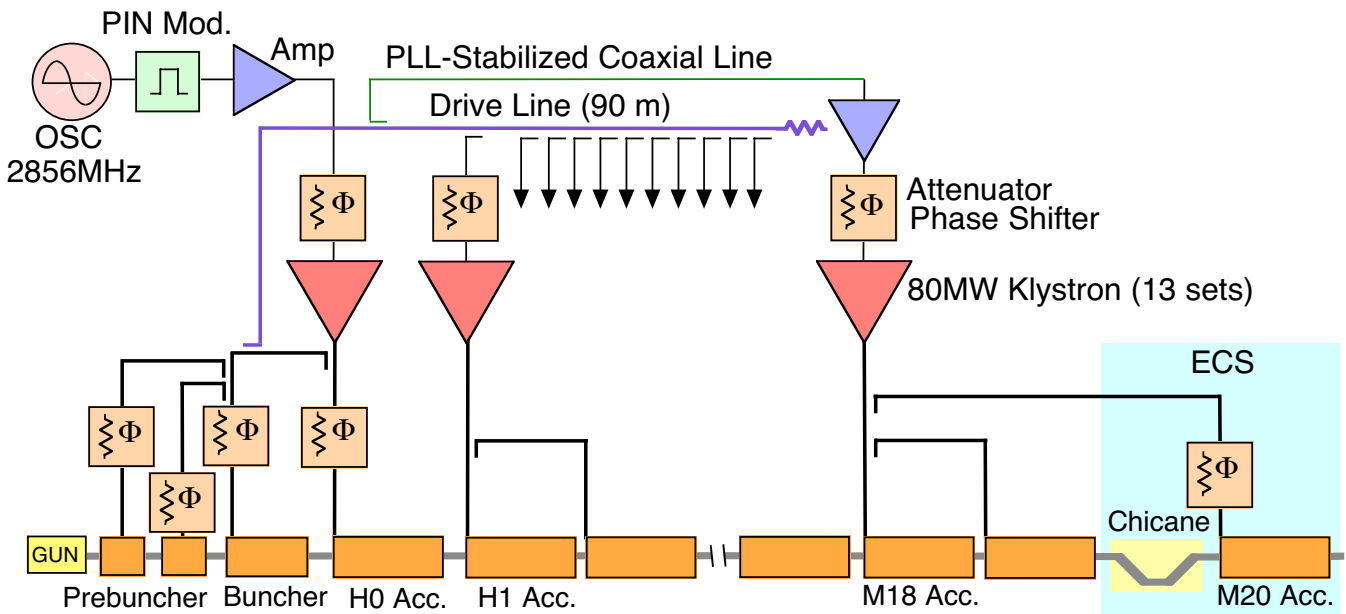 PIN Mod.
Amp
OSC
2856MHz
PLL-Stabilized Coaxial Line
Drive Line (90 m)
Φ
Φ
Φ
Attenuator
Phase Shifter
80MW Klystron (13 sets)
ECS
Φ
Φ
Φ
Φ
Φ
Chicane
GUN
Prebuncher
Buncher
H0 Acc.
H1 Acc.
M18 Acc.
M20 Acc.